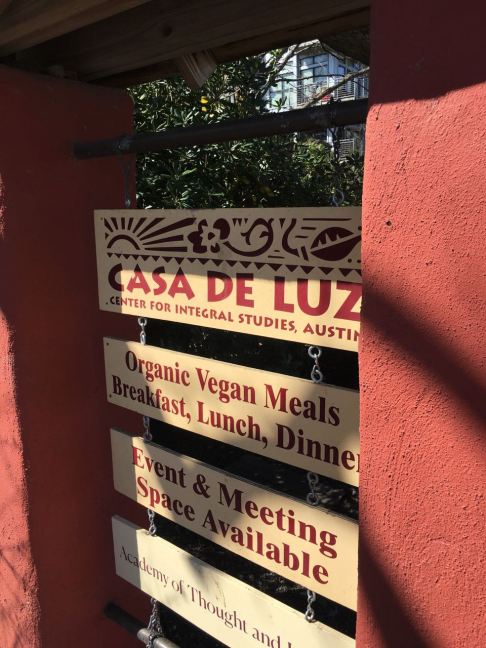 CASA DE LUZ
CENTER FOR INTEGRAL STUDIES, AUSTIN
Organic Vegan Meals
Breakfast, Lunch, Dinner
Event & Meeting
Space Available
Academy of Thought and